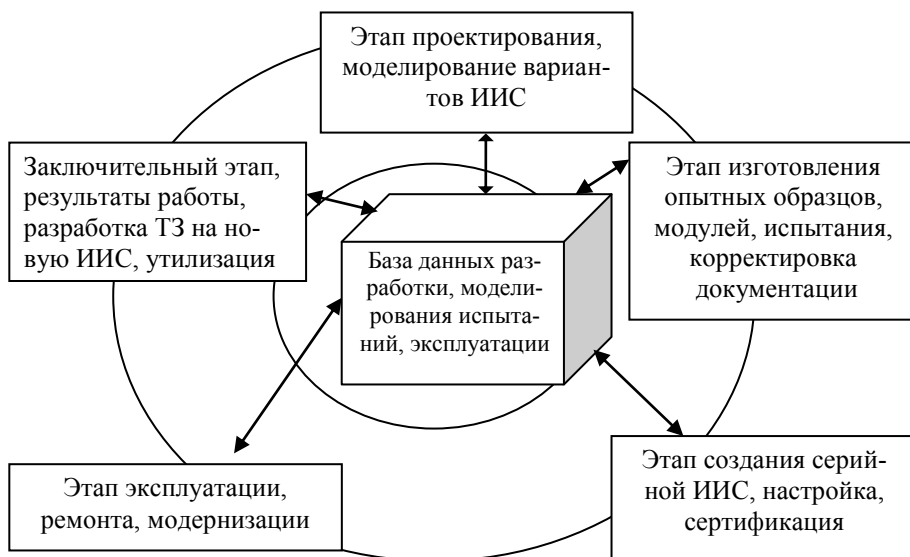 Этап проектирования,
моделирование вариан-
тов ИИС
Заключительный этап,
результаты работы,
разработка ТЗ на но-
вую ИИС, утилизация
Этап изготовления
опытных образцов,
модулей, испытания,
корректировка
документации
База данных раз-
работки, модели-
рования испыта-
ний, эксплуатации
Этап эксплуатации,
ремонта, модернизации
Этап создания серий-
ной ИИС, настройка,
сертификация